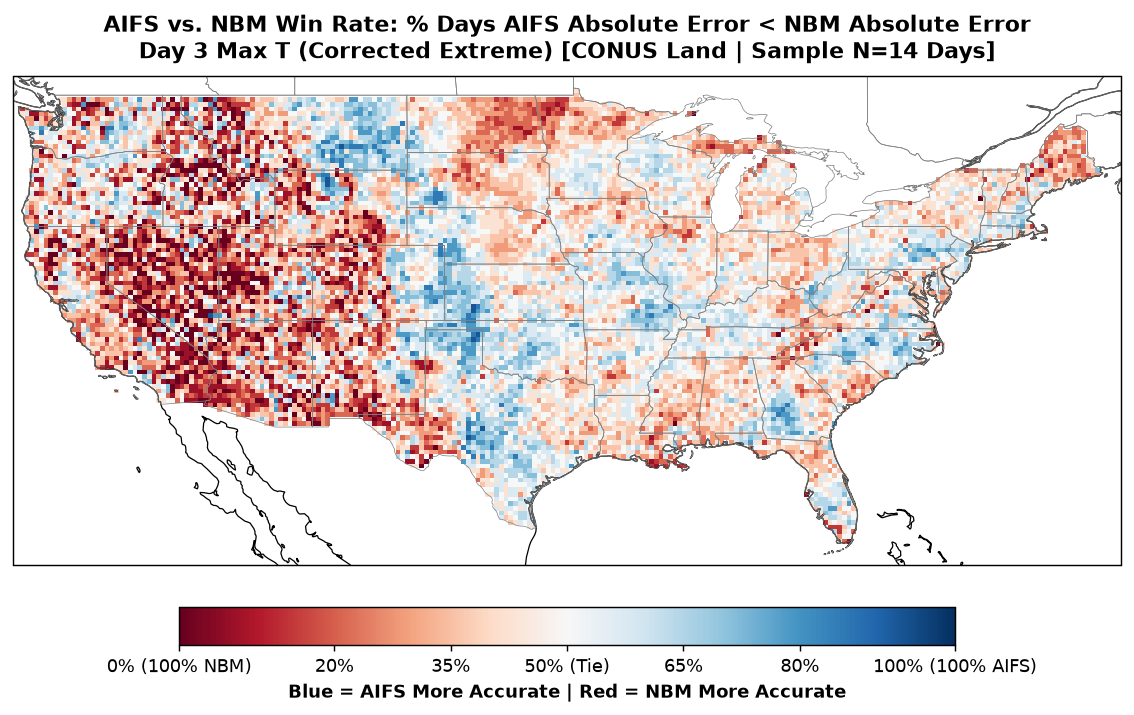 AIFS vs. NBM Win Rate: % Days AIFS Absolute Error < NBM Absolute Error
Day 3 Max T (Corrected Extreme) [CONUS Land | Sample N=14 Days]
0% (100% NBM) 20% 35% 50% (Tie) 65% 80% 100% (100% AIFS)
Blue = AIFS More Accurate | Red = NBM More Accurate